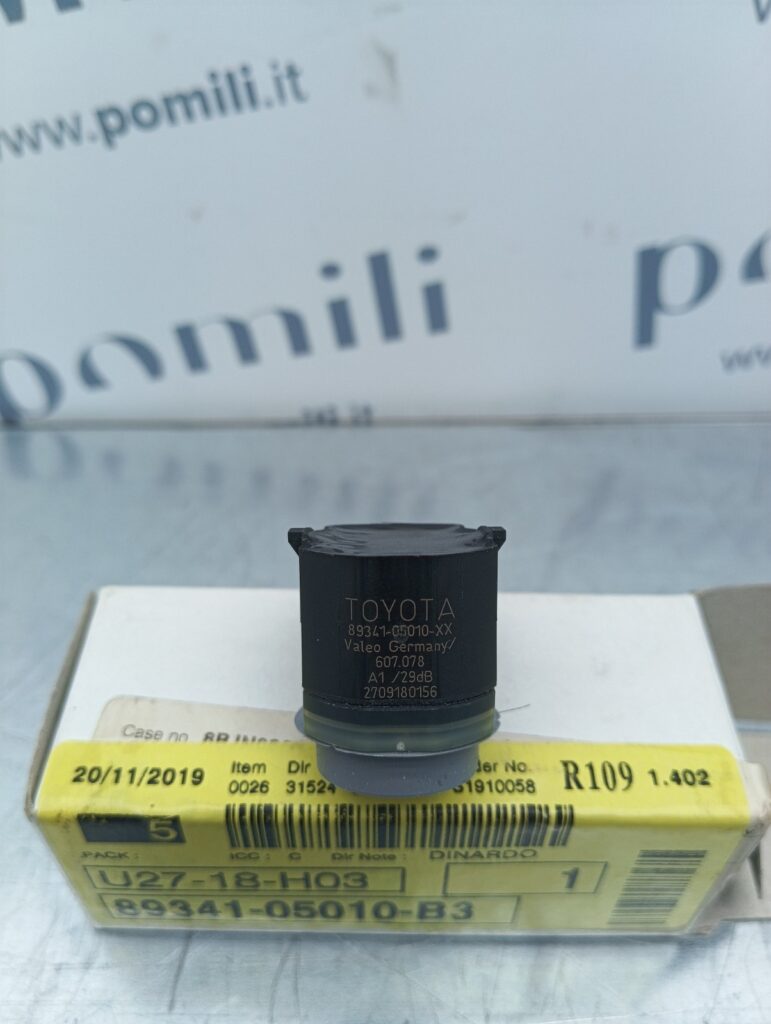 www.pomili.it
pomili
TOYOTA
89341-05010-XX
Valeo Germany/
607.078
A1 /29dB
2709180156
Case no.
20/11/2019 Item Dir No. R109 1.402
0026 31524 1910058
5
PACK : ICC : C Dir Note : DINARDO
U27-18-H03 1
89341-05010-B3